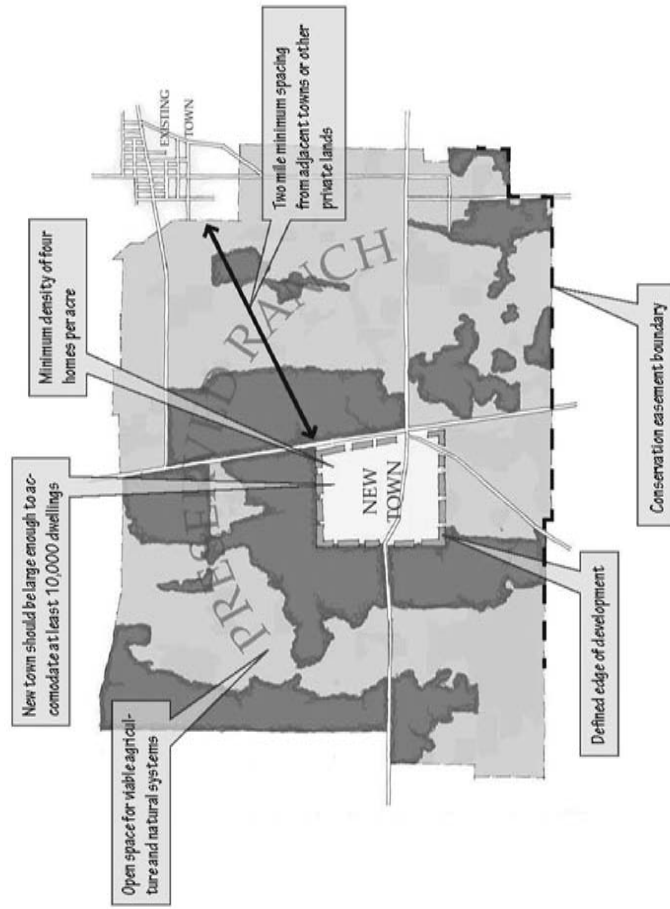 New town should be large enough to ac-
comodate at least 10,000 dwellings
Minimum density of four
homes per acre
Open space for viable agricul-
ture and natural systems
EXISTING
TOWN
Two mile minimum spacing
from adjacent towns or other
private lands
PRESERVED RANCH
NEW
TOWN
Defined edge of development
Conservation easement boundary